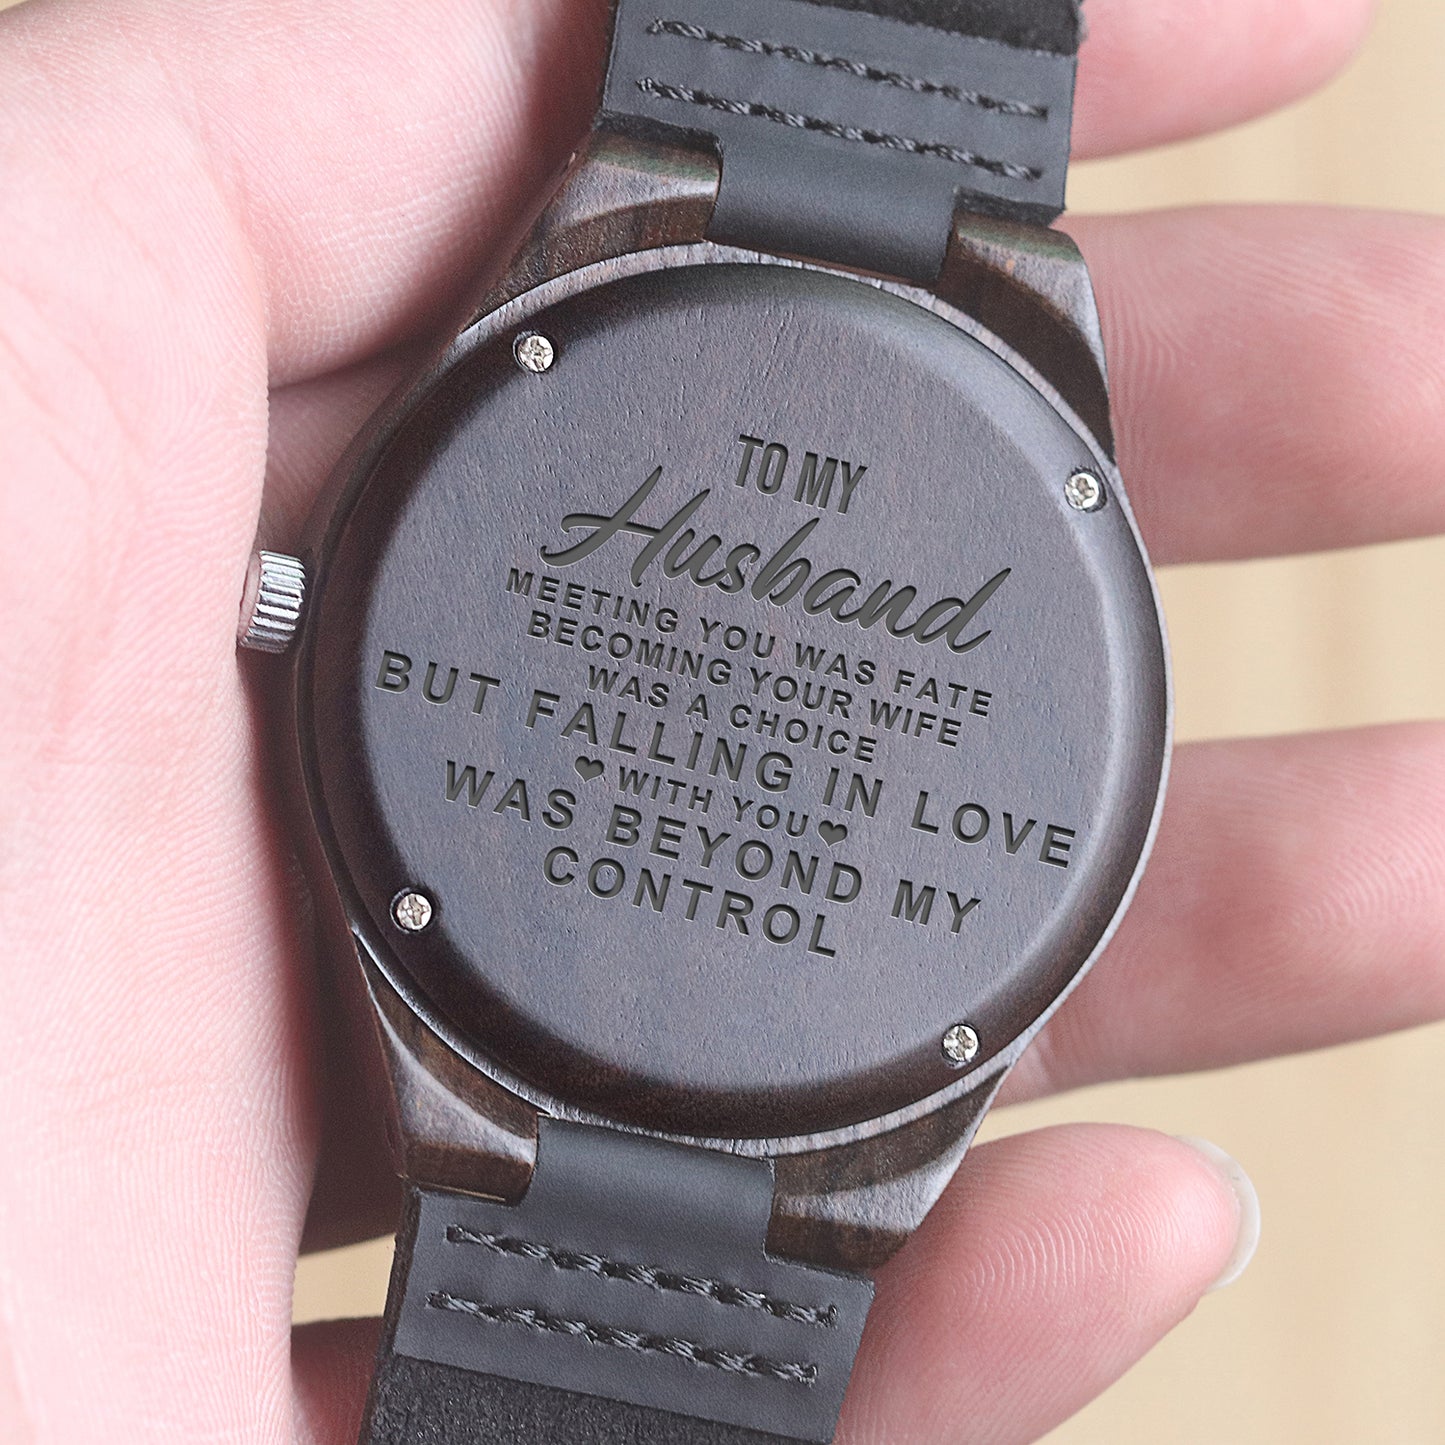 TO MY
Husband
MEETING YOU WAS FATE
BECOMING YOUR WIFE
WAS A CHOICE
BUT FALLING IN LOVE
♥ WITH YOU ♥
WAS BEYOND MY
CONTROL